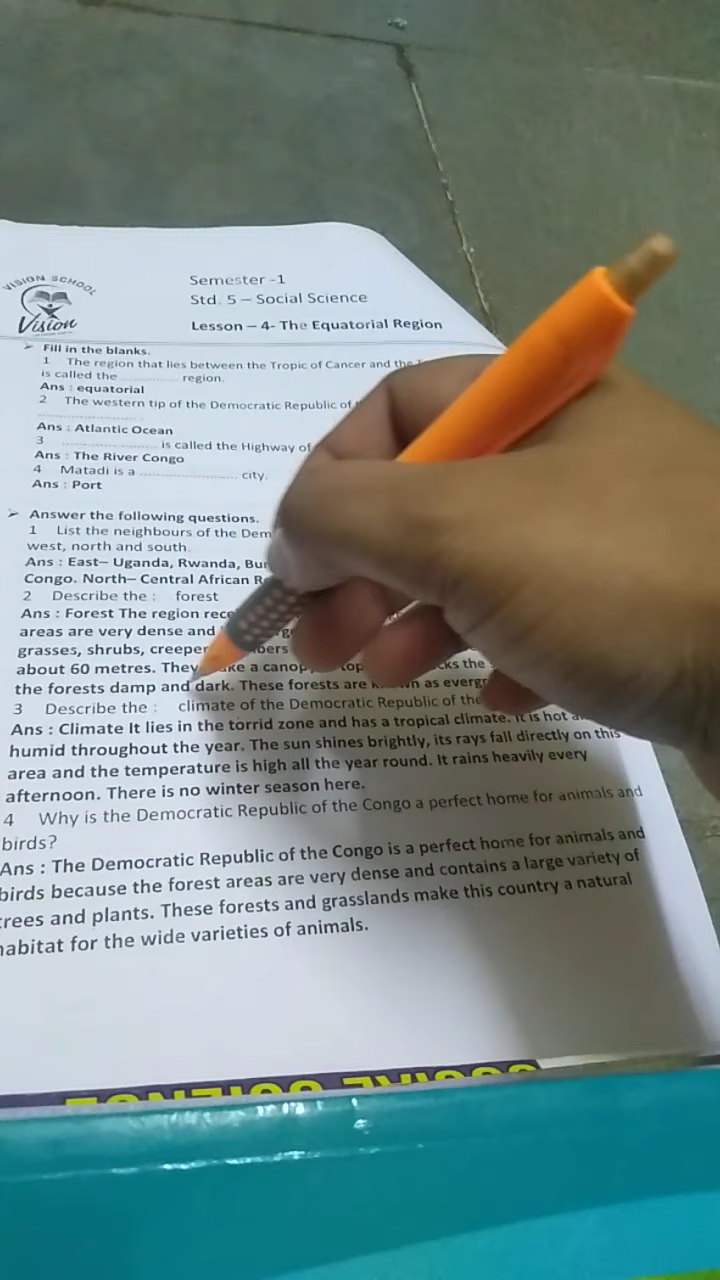 VISION SCHOOL
Vision
Semester -1
Std. 5 – Social Science
Lesson – 4- The Equatorial Region
➢ Fill in the blanks.
1 The region that lies between the Tropic of Cancer and the
is called the .............. region.
Ans : equatorial
2 The western tip of the Democratic Republic of
........................ .
Ans : Atlantic Ocean
3 ...................... is called the Highway of
Ans : The River Congo
4 Matadi is a ........................ city.
Ans : Port
➢ Answer the following questions.
1 List the neighbours of the
west, north and south.
Ans : East– Uganda, Rwanda,
Congo. North– Central African
2 Describe the : forest
Ans : Forest The region
areas are very dense and
grasses, shrubs,
about 60 metres. They a the
the forests damp and dark. These forests are as
3 Describe the : climate of the Democratic Republic of the
Ans : Climate It lies in the torrid zone and has a tropical climate. It is hot
humid throughout the year. The sun shines brightly, its rays fall directly on this
area and the temperature is high all the year round. It rains heavily every
afternoon. There is no winter season here.
4 Why is the Democratic Republic of the Congo a perfect home for animals and
birds?
Ans : The Democratic Republic of the Congo is a perfect home for animals and
birds because the forest areas are very dense and contains a large variety of
trees and plants. These forests and grasslands make this country a natural
habitat for the wide varieties of animals.
SCIENCE